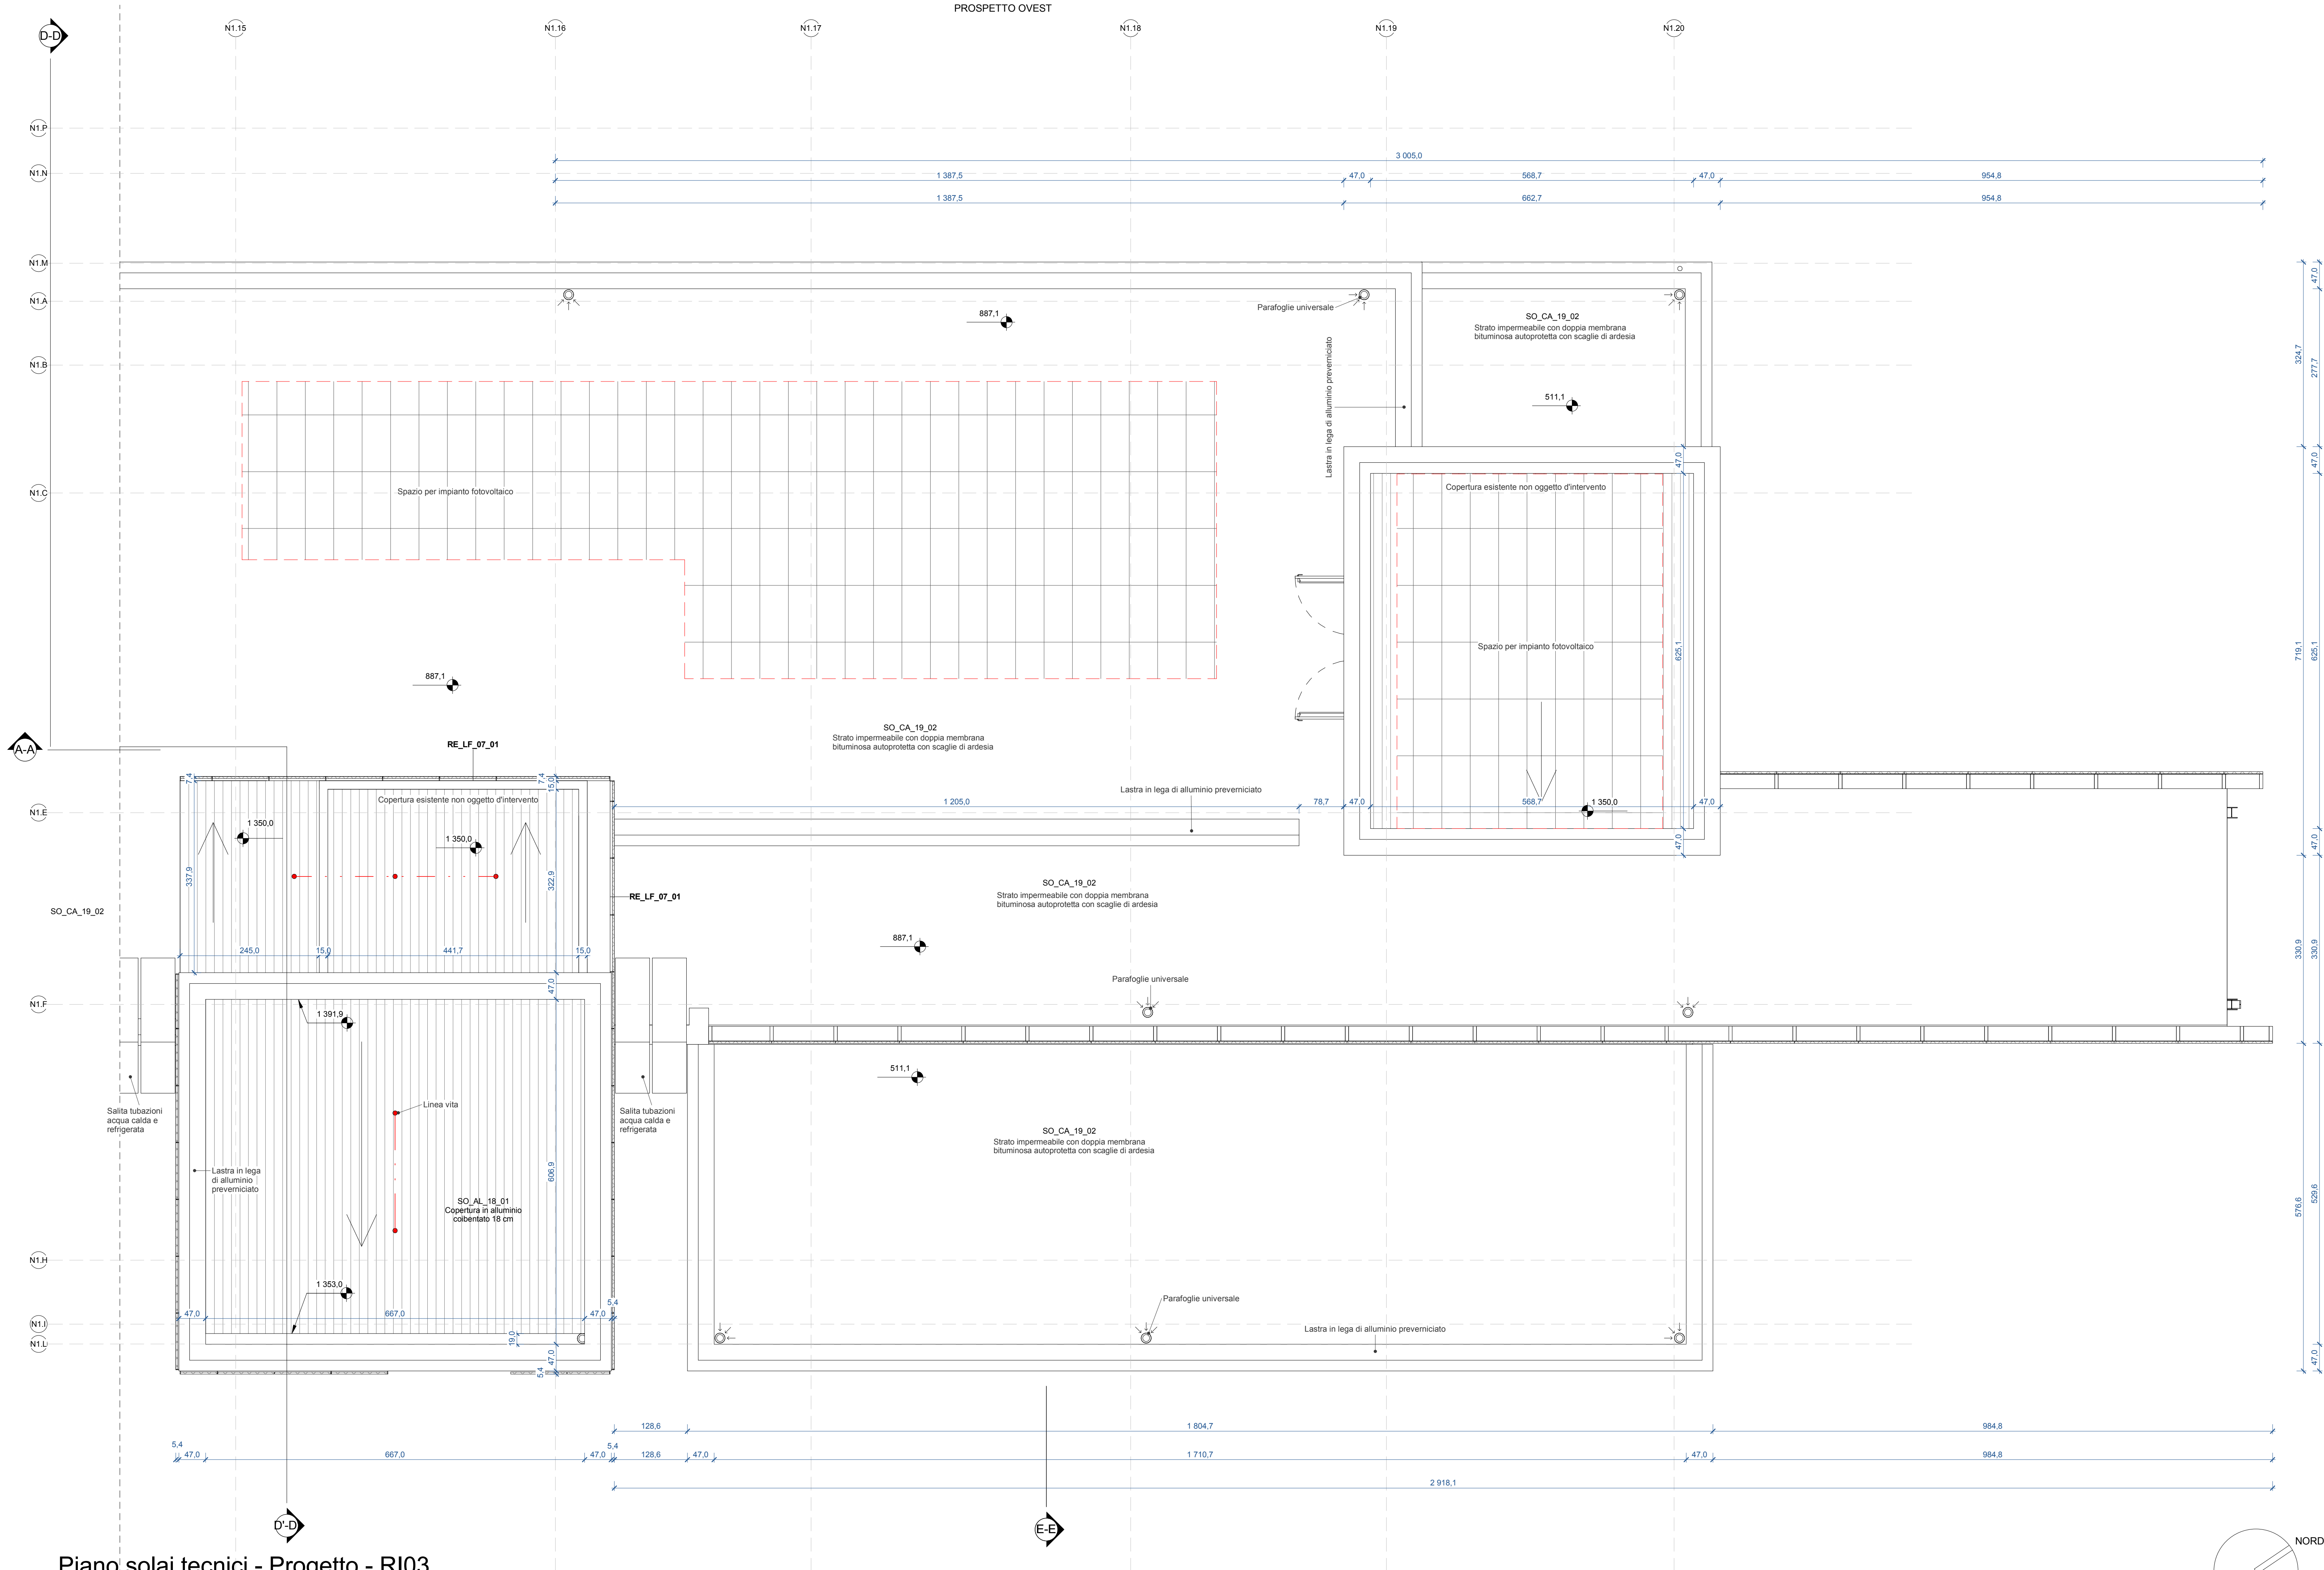 PROSPETTO OVEST
D-D
N1.15
N1.16
N1.17
N1.18
N1.19
N1.20
N1.P
3 005,0
N1.N
1 387,5
47,0
568,7
47,0
954,8
1 387,5
662,7
954,8
N1.M
47,0
N1.A
Parafoglie universale
887,1
SO_CA_19_02
Strato impermeabile con doppia membrana
bituminosa autoprotetta con scaglie di ardesia
324,7
277,7
N1.B
Lastra in lega di alluminio preverniciato
511,1
47,0
47,0
N1.C
Spazio per impianto fotovoltaico
Copertura esistente non oggetto d'intervento
Spazio per impianto fotovoltaico
625,1
719,1
625,1
887,1
SO_CA_19_02
Strato impermeabile con doppia membrana
bituminosa autoprotetta con scaglie di ardesia
A-A
RE_LF_07_01
7,4
7,4
15,0
Lastra in lega di alluminio preverniciato
Copertura esistente non oggetto d'intervento
1 205,0
78,7
47,0
568,7
1 350,0
47,0
N1.E
1 350,0
1 350,0
47,0
47,0
337,9
322,9
SO_CA_19_02
Strato impermeabile con doppia membrana
bituminosa autoprotetta con scaglie di ardesia
RE_LF_07_01
SO_CA_19_02
887,1
330,9
330,9
245,0
15,0
441,7
15,0
47,0
Parafoglie universale
N1.F
1 391,9
511,1
Linea vita
Salita tubazioni
acqua calda e
refrigerata
Salita tubazioni
acqua calda e
refrigerata
SO_CA_19_02
Strato impermeabile con doppia membrana
bituminosa autoprotetta con scaglie di ardesia
Lastra in lega
di alluminio
preverniciato
606,9
SO_AL_18_01
Copertura in alluminio
coibentato 18 cm
576,6
529,6
N1.H
1 353,0
Parafoglie universale
5,4
47,0
667,0
47,0
N1.I
Lastra in lega di alluminio preverniciato
N1.L
19,0
47,0
47,0
5,4
128,6
1 804,7
984,8
5,4
47,0
667,0
47,0
5,4
128,6
47,0
1 710,7
47,0
984,8
2 918,1
D'-D
E-E
NORD
Piano solai tecnici - Progetto - RI03